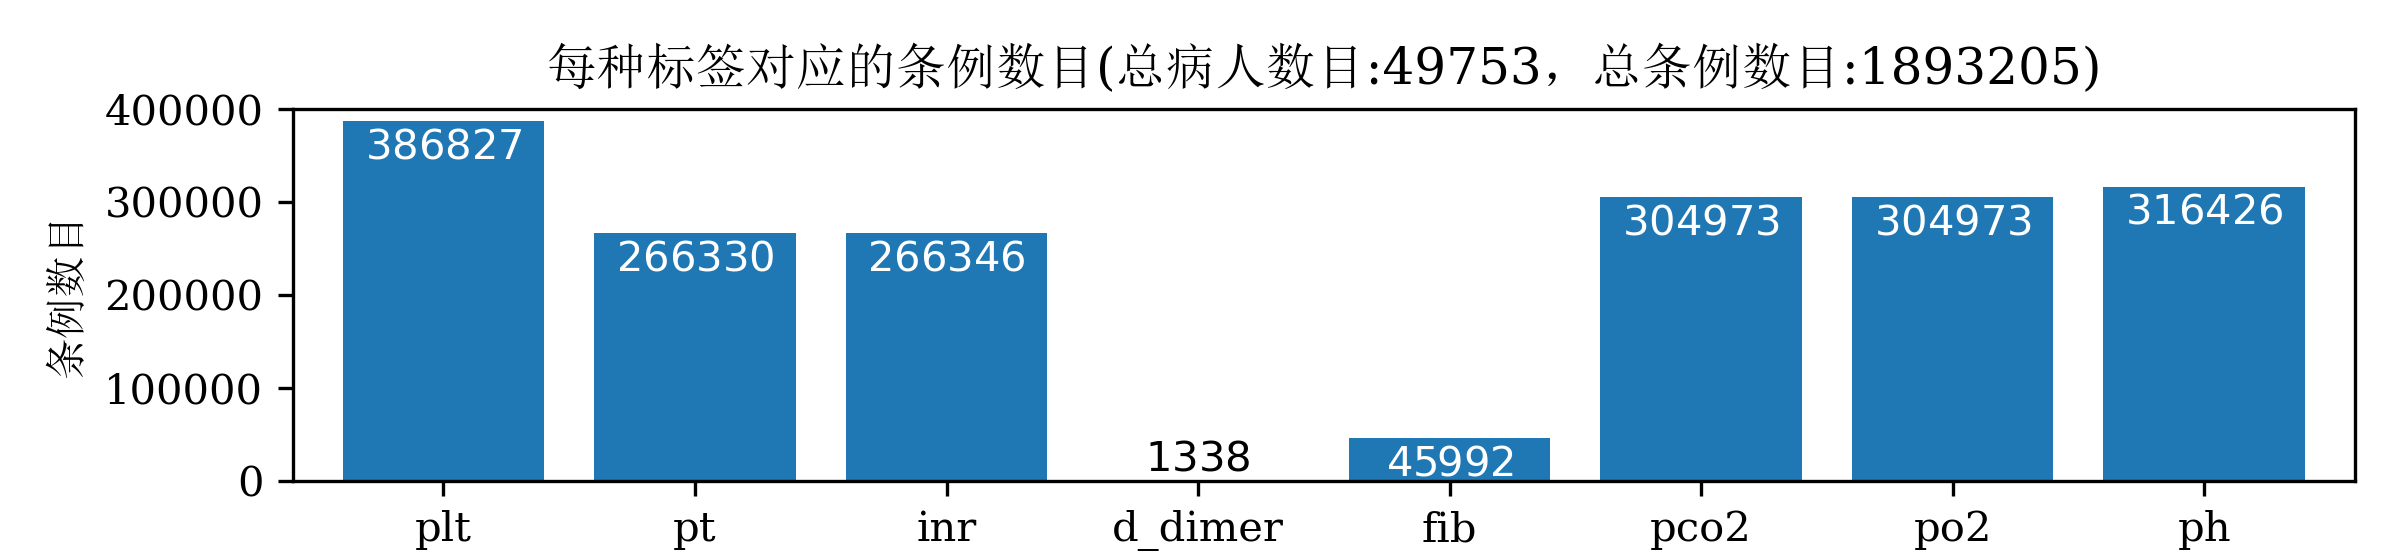 每种标签对应的条例数目(总病人数目:49753，总条例数目:1893205)
条例数目
400000
300000
200000
100000
0
386827
266330
266346
1338
45992
304973
304973
316426
plt
pt
inr
d_dimer
fib
pco2
po2
ph